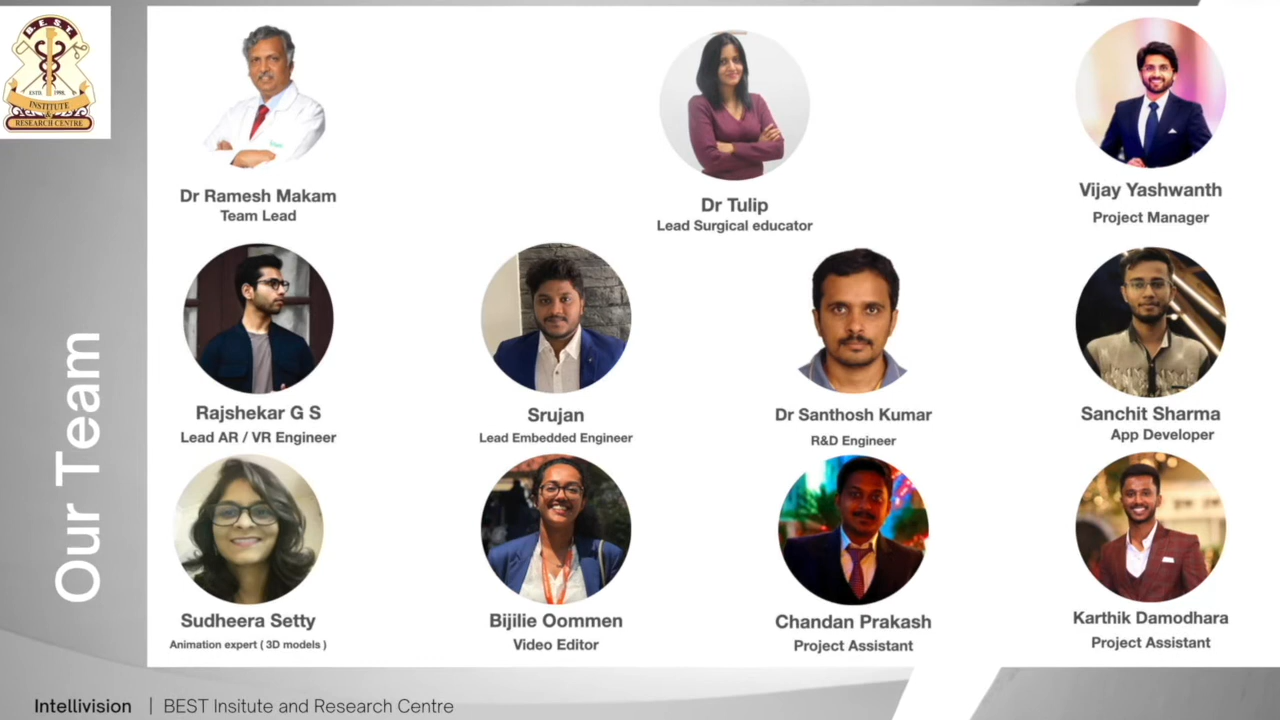 B.E.S.T.
ESTD. 1998.
INSTITUTE
&
RESEARCH CENTRE
Our Team
Dr Ramesh Makam
Team Lead
Dr Tulip
Lead Surgical educator
Vijay Yashwanth
Project Manager
Rajshekar G S
Lead AR / VR Engineer
Srujan
Lead Embedded Engineer
Dr Santhosh Kumar
R&D Engineer
Sanchit Sharma
App Developer
Sudheera Setty
Animation expert ( 3D models )
Bijilie Oommen
Video Editor
Chandan Prakash
Project Assistant
Karthik Damodhara
Project Assistant
Intellivision | BEST Insitute and Research Centre